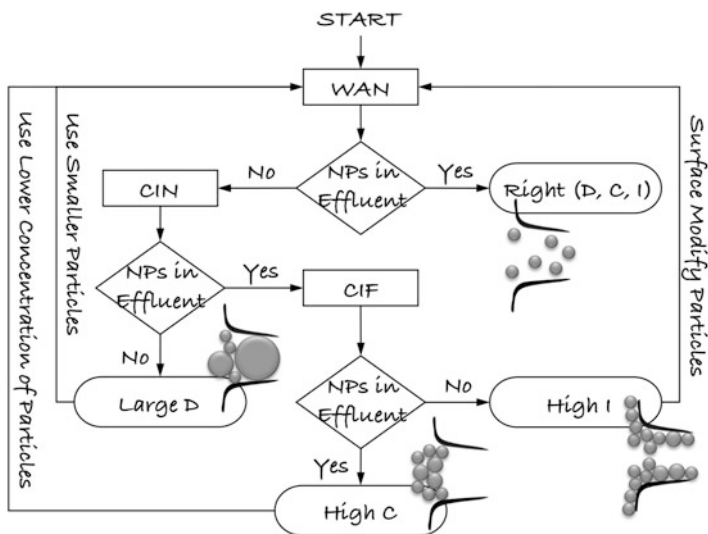 START
WAN
NPs in
Effluent
No
Yes
Right (D, C, I)
CIN
NPs in
Effluent
Yes
CIF
No
Large D
NPs in
Effluent
No
High I
Yes
High C
Use Lower Concentration of Particles
Use Smaller Particles
Surface Modify Particles